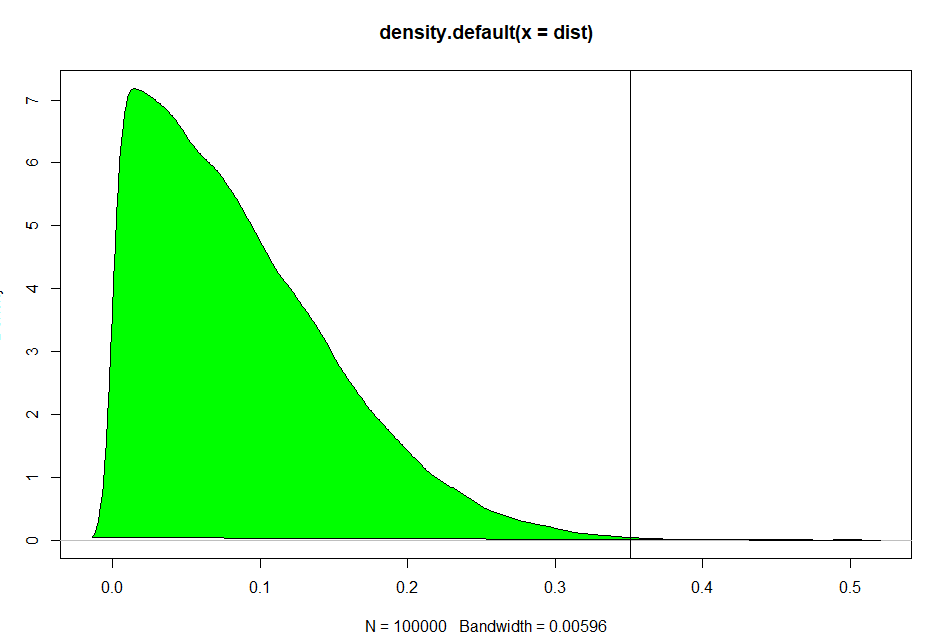 density.default(x = dist)
7
6
5
4
3
2
1
0
0.0 0.1 0.2 0.3 0.4 0.5
N = 100000 Bandwidth = 0.00596